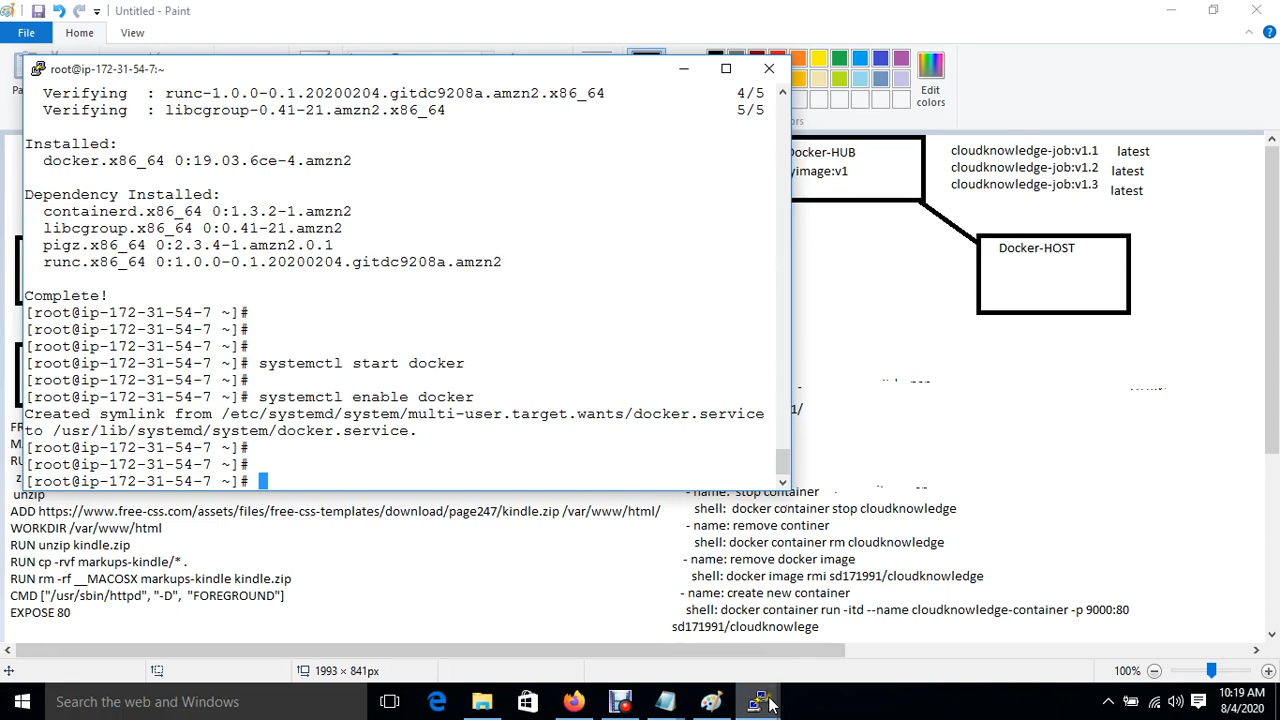 Untitled - Paint
File Home View
Edit
colors
root@ip-172-31-54-7:~
Verifying : runc-1.0.0-0.1.20200204.gitdc9208a.amzn2.x86_64 4/5
Verifying : libcgroup-0.41-21.amzn2.x86_64 5/5
Installed:
docker.x86_64 0:19.03.6ce-4.amzn2
Dependency Installed:
containerd.x86_64 0:1.3.2-1.amzn2
libcgroup.x86_64 0:0.41-21.amzn2
pigz.x86_64 0:2.3.4-1.amzn2.0.1
runc.x86_64 0:1.0.0-0.1.20200204.gitdc9208a.amzn2
Complete!
[root@ip-172-31-54-7 ~]#
[root@ip-172-31-54-7 ~]#
[root@ip-172-31-54-7 ~]#
[root@ip-172-31-54-7 ~]# systemctl start docker
[root@ip-172-31-54-7 ~]#
[root@ip-172-31-54-7 ~]# systemctl enable docker
Created symlink from /etc/systemd/system/multi-user.target.wants/docker.service
to /usr/lib/systemd/system/docker.service.
[root@ip-172-31-54-7 ~]#
[root@ip-172-31-54-7 ~]#
[root@ip-172-31-54-7 ~]#
Docker-HUB
yimage:v1
cloudknowledge-job:v1.1 latest
cloudknowledge-job:v1.2 latest
cloudknowledge-job:v1.3 latest
Docker-HOST
unzip
ADD https://www.free-css.com/assets/files/free-css-templates/download/page247/kindle.zip /var/www/html/
WORKDIR /var/www/html
RUN unzip kindle.zip
RUN cp -rvf markups-kindle/* .
RUN rm -rf __MACOSX markups-kindle kindle.zip
CMD ["/usr/sbin/httpd", "-D", "FOREGROUND"]
EXPOSE 80
- name: stop container
shell: docker container stop cloudknowledge
- name: remove continer
shell: docker container rm cloudknowledge
- name: remove docker image
shell: docker image rmi sd171991/cloudknowledge
- name: create new container
shell: docker container run -itd --name cloudknowledge-container -p 9000:80
sd171991/cloudknowlege
1993 × 841px
100%
Search the web and Windows
10:19 AM
8/4/2020